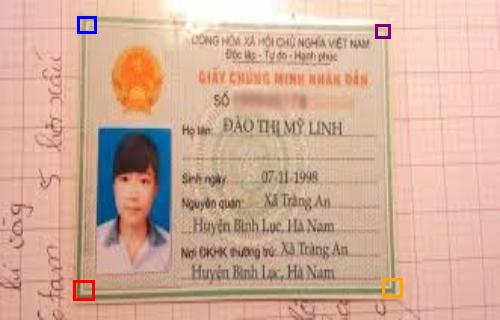 CỘNG HÒA XÃ HỘI CHỦ NGHĨA VIỆT NAM
Độc lập - Tự do - Hạnh phúc
GIẤY CHỨNG MINH NHÂN DÂN
SỐ
Họ tên: ĐÀO THỊ MỸ LINH
Sinh ngày 07-11-1998
Nguyên quán: Xã Tràng An
Huyện Bình Lục, Hà Nam
Nơi ĐKHK thường trú: Xã Tràng An
Huyện Bình Lục, Hà Nam